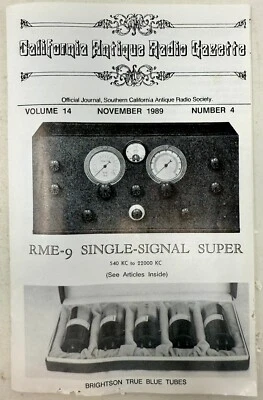 California Antique Radio Gazette
Official Journal, Southern California Antique Radio Society.
VOLUME 14 NOVEMBER 1989 NUMBER 4
RME-9 SINGLE-SIGNAL SUPER
540 KC to 22000 KC
(See Articles Inside)
BRIGHTSON TRUE BLUE TUBES